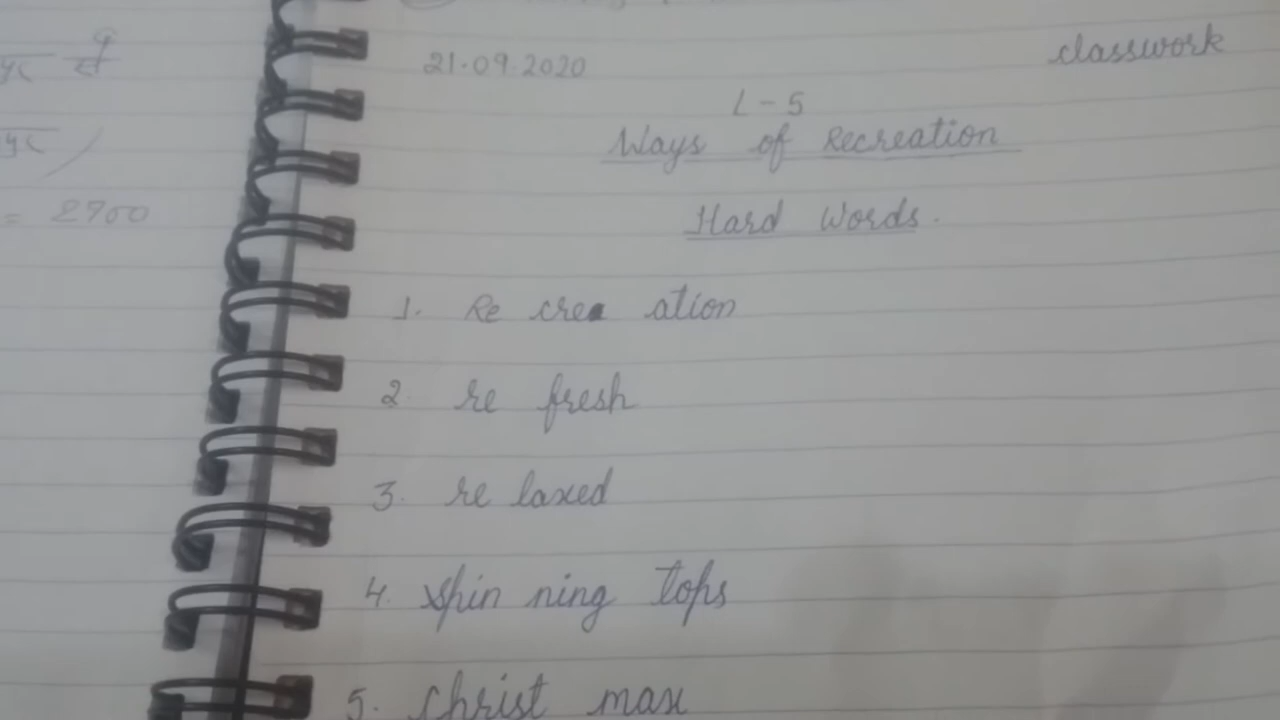 21.09.2020 classwork
L-5
Ways of Recreation
Hard Words.
1. Re crea ation
2. re fresh
3. re laxed
4. spin ning tops
5. christ max
= 2700